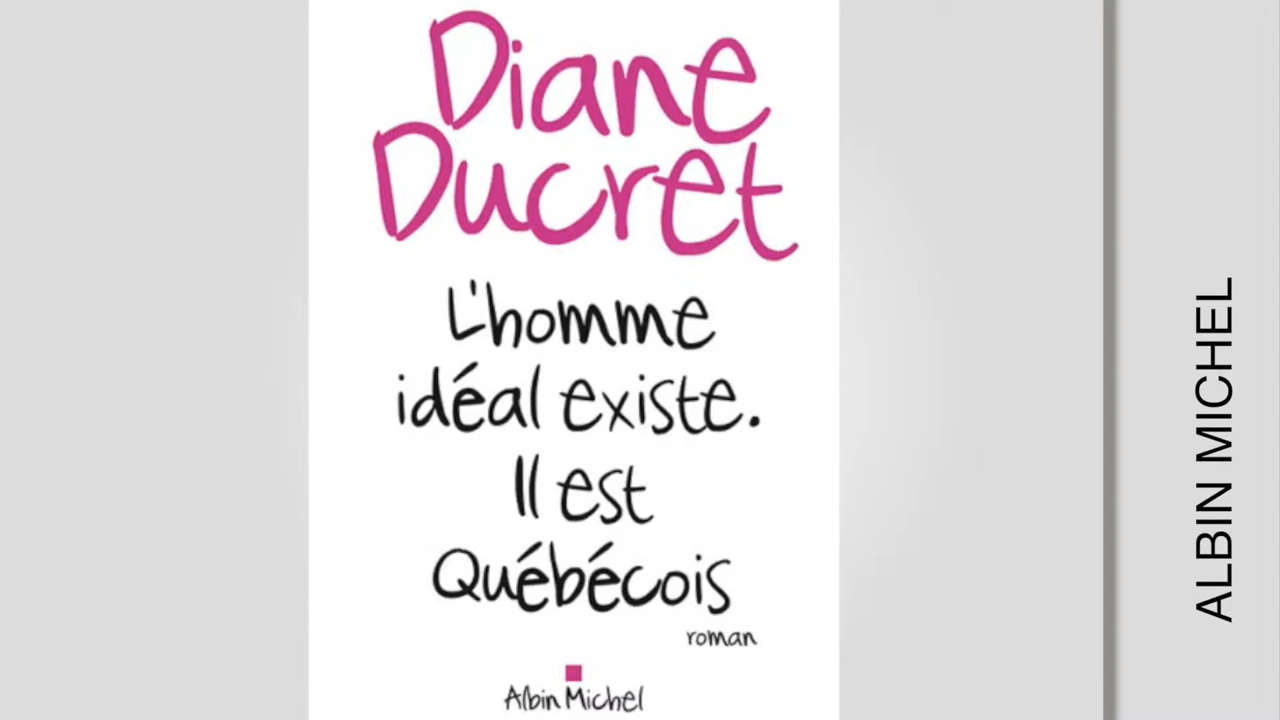 Diane
Ducret
L'homme
idéal existe.
Il est
Québécois
roman
Albin Michel
ALBIN MICHEL